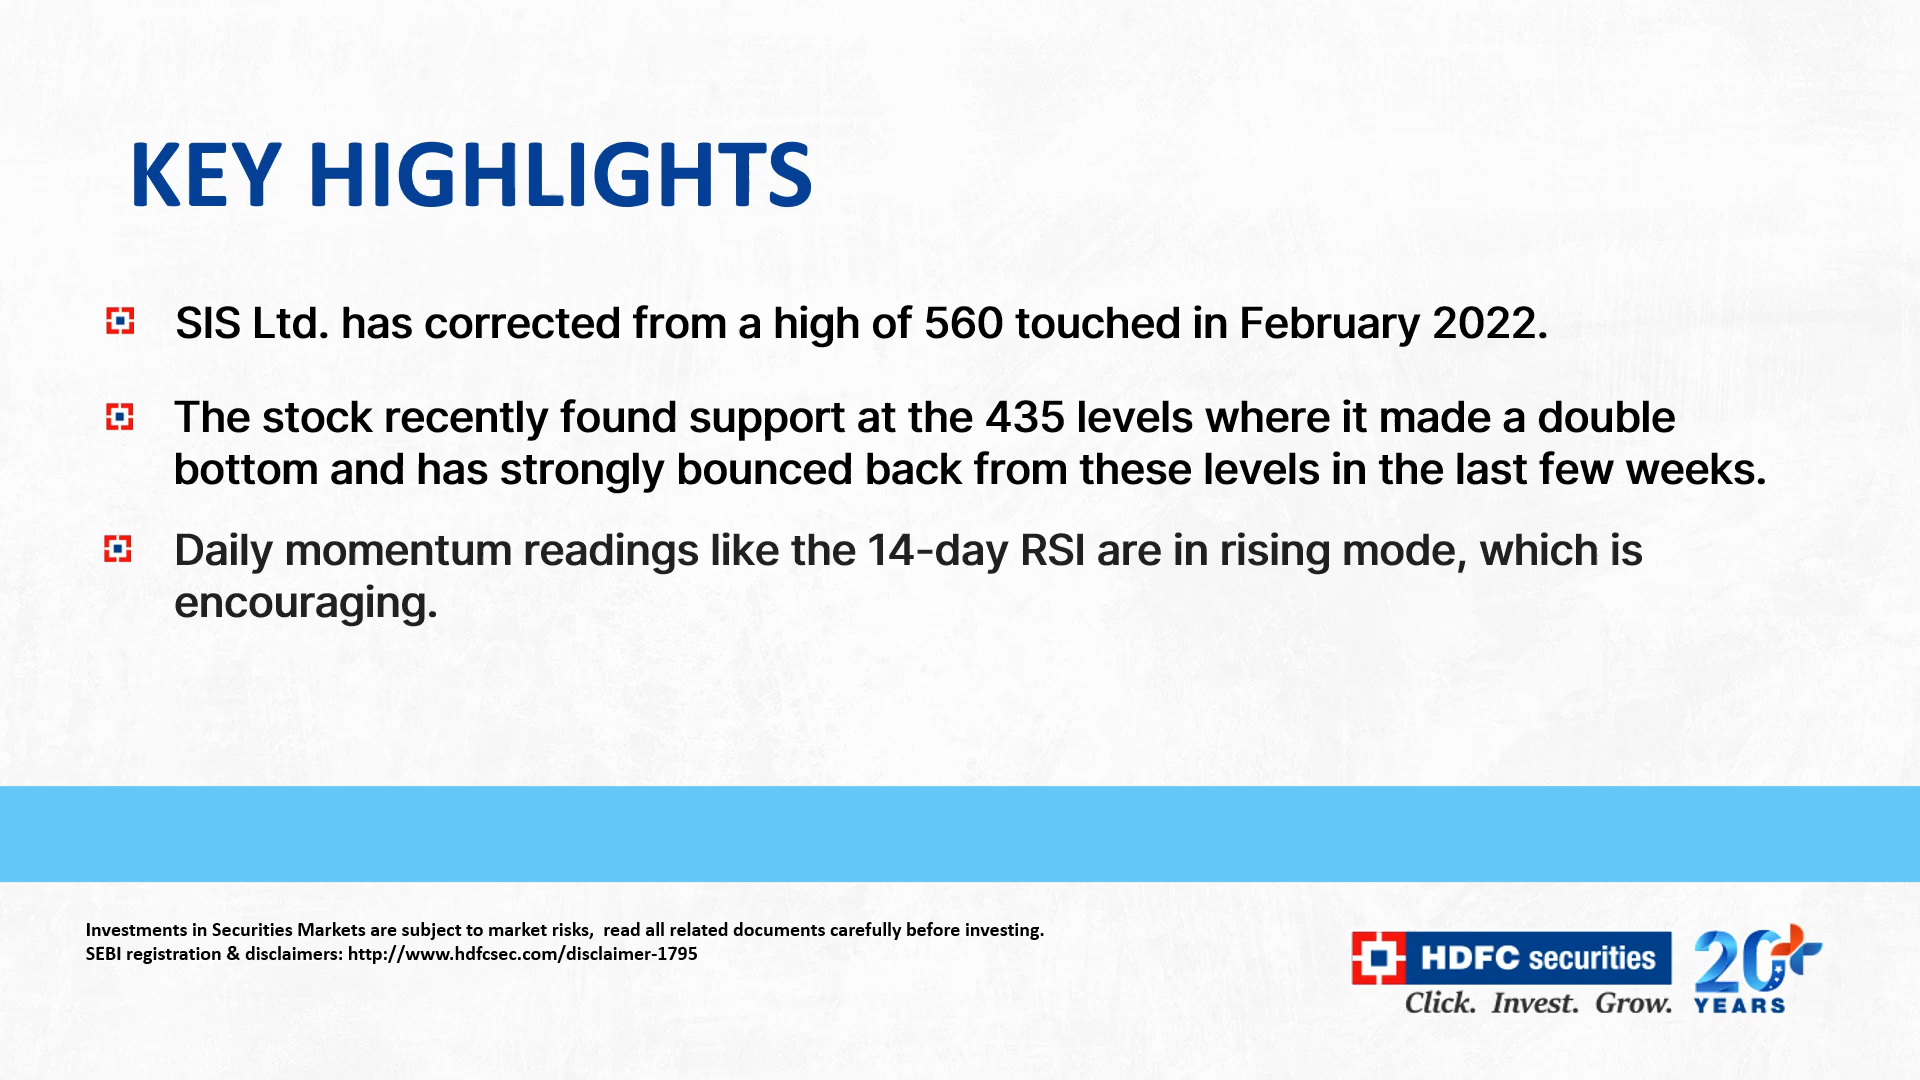 KEY HIGHLIGHTS
SIS Ltd. has corrected from a high of 560 touched in February 2022.
The stock recently found support at the 435 levels where it made a double
bottom and has strongly bounced back from these levels in the last few weeks.
Daily momentum readings like the 14-day RSI are in rising mode, which is
encouraging.
Investments in Securities Markets are subject to market risks,  read all related documents carefully before investing.
SEBI registration & disclaimers: http://www.hdfcsec.com/disclaimer-1795
HDFC securities
Click. Invest. Grow.
20+
YEARS